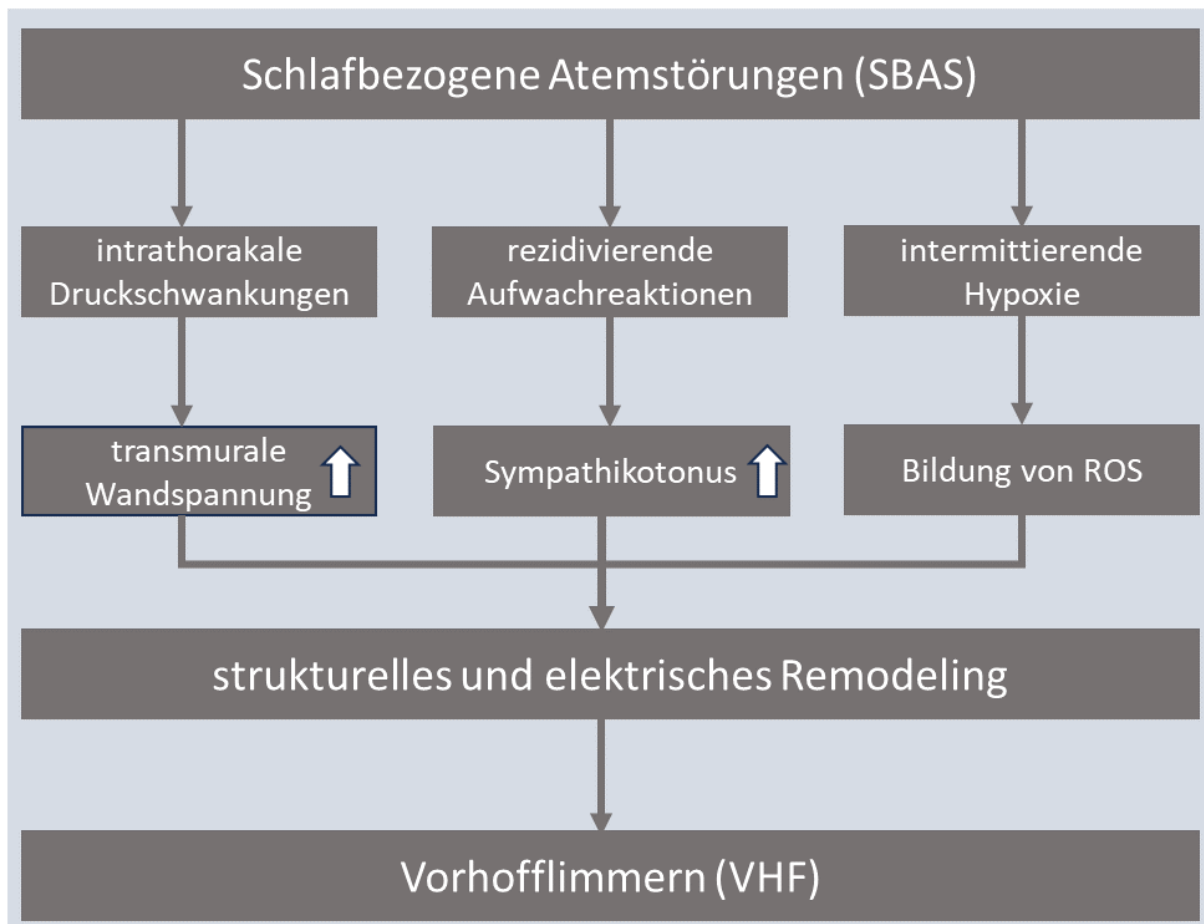 Schlafbezogene Atemstörungen (SBAS)
intrathorakale
Druckschwankungen
rezidivierende
Aufwachreaktionen
intermittierende
Hypoxie
transmurale
Wandspannung
Sympathikotonus
Bildung von ROS
strukturelles und elektrisches Remodeling
Vorhofflimmern (VHF)